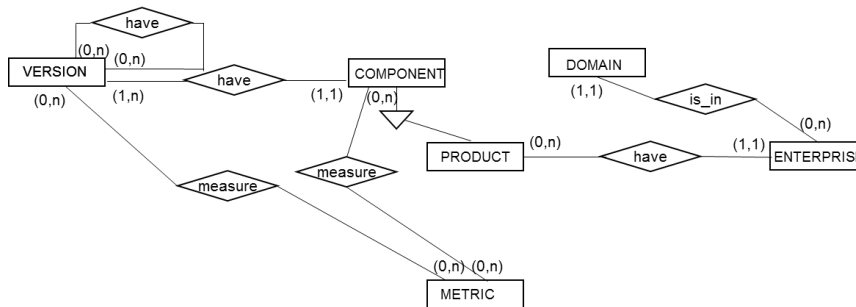 have
(0,n)
(0,n)
VERSION
have
COMPONENT
DOMAIN
(0,n)
(1,n)
(1,1)
(0,n)
(1,1)
is_in
(0,n)
PRODUCT
(0,n)
have
(1,1)
ENTERPRISE
measure
measure
(0,n)
(0,n)
METRIC